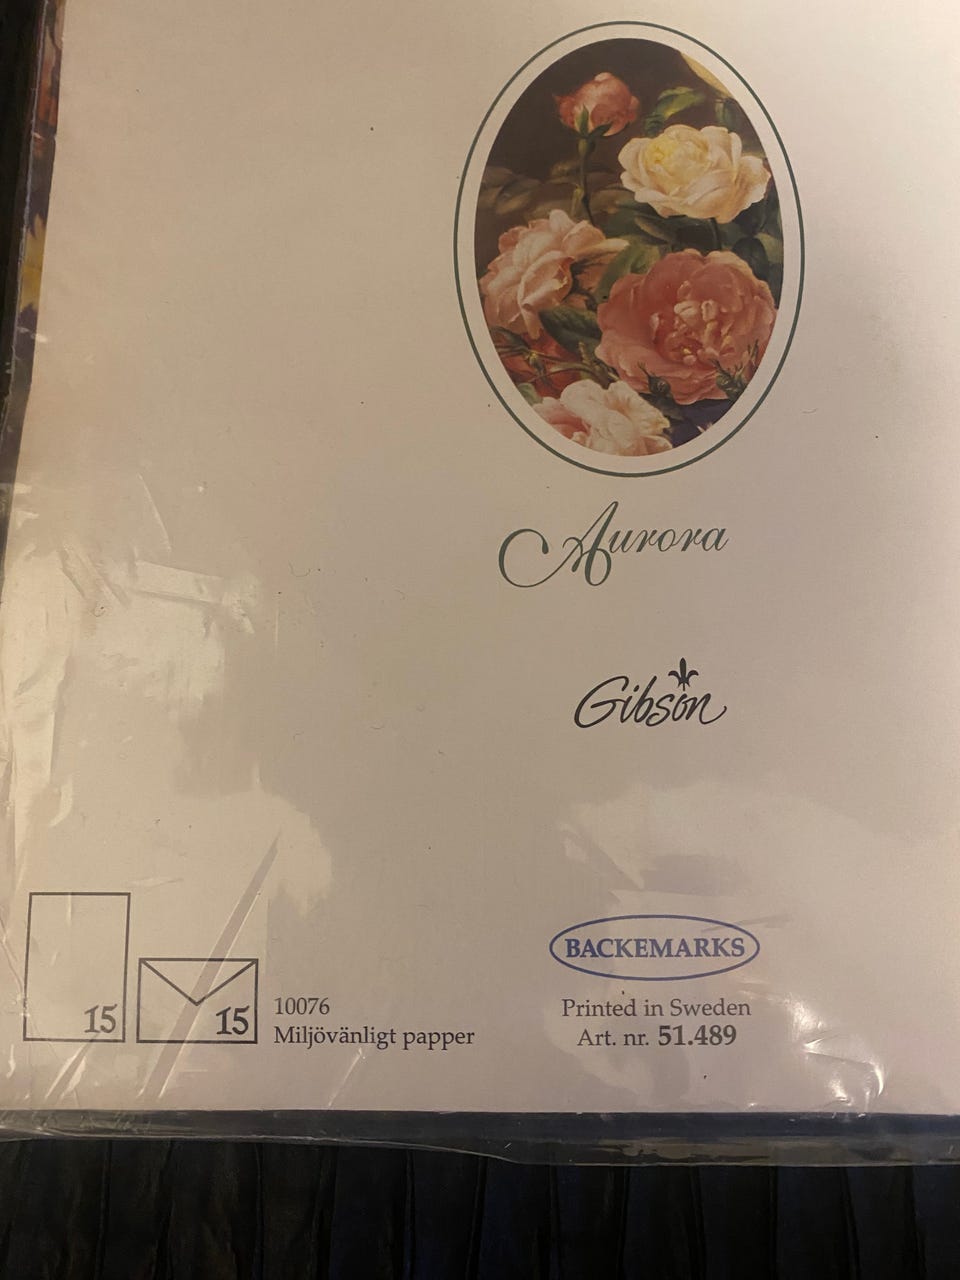 Aurora
Gibson
15
15
10076
Miljövänligt papper
BACKEMARKS
Printed in Sweden
Art. nr. 51.489